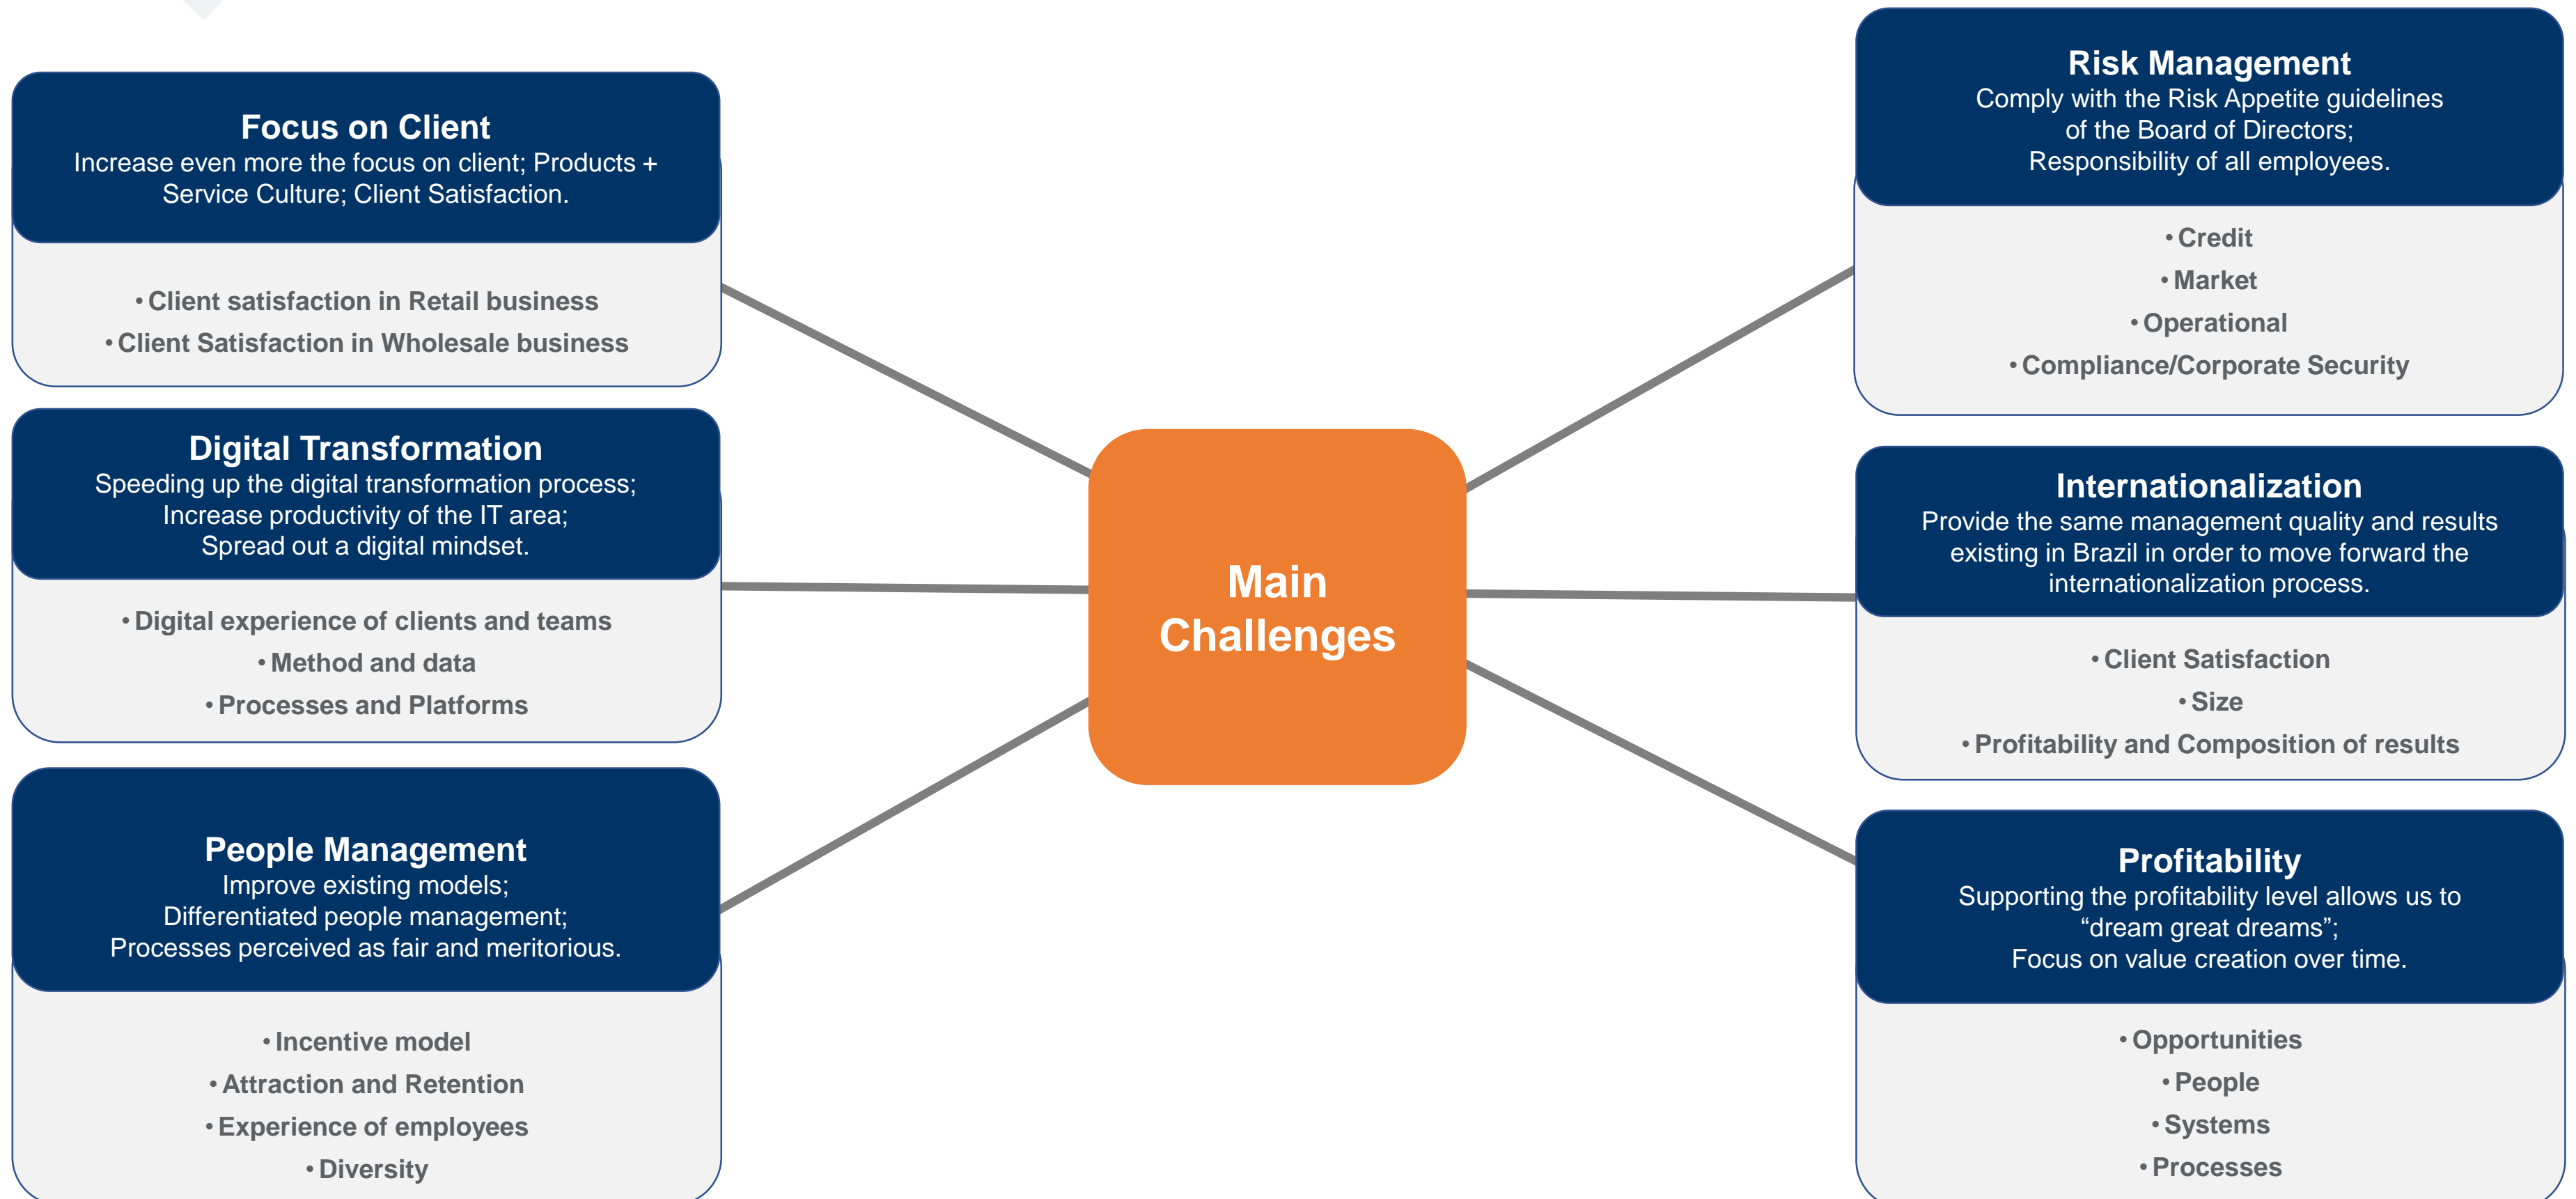 Focus on Client
Increase even more the focus on client; Products +
Service Culture; Client Satisfaction.
• Client satisfaction in Retail business
• Client Satisfaction in Wholesale business
Digital Transformation
Speeding up the digital transformation process;
Increase productivity of the IT area;
Spread out a digital mindset.
• Digital experience of clients and teams
• Method and data
• Processes and Platforms
People Management
Improve existing models;
Differentiated people management;
Processes perceived as fair and meritorious.
• Incentive model
• Attraction and Retention
• Experience of employees
• Diversity
Main
Challenges
Risk Management
Comply with the Risk Appetite guidelines
of the Board of Directors;
Responsibility of all employees.
• Credit
• Market
• Operational
• Compliance/Corporate Security
Internationalization
Provide the same management quality and results
existing in Brazil in order to move forward the
internationalization process.
• Client Satisfaction
• Size
• Profitability and Composition of results
Profitability
Supporting the profitability level allows us to
“dream great dreams”;
Focus on value creation over time.
• Opportunities
• People
• Systems
• Processes